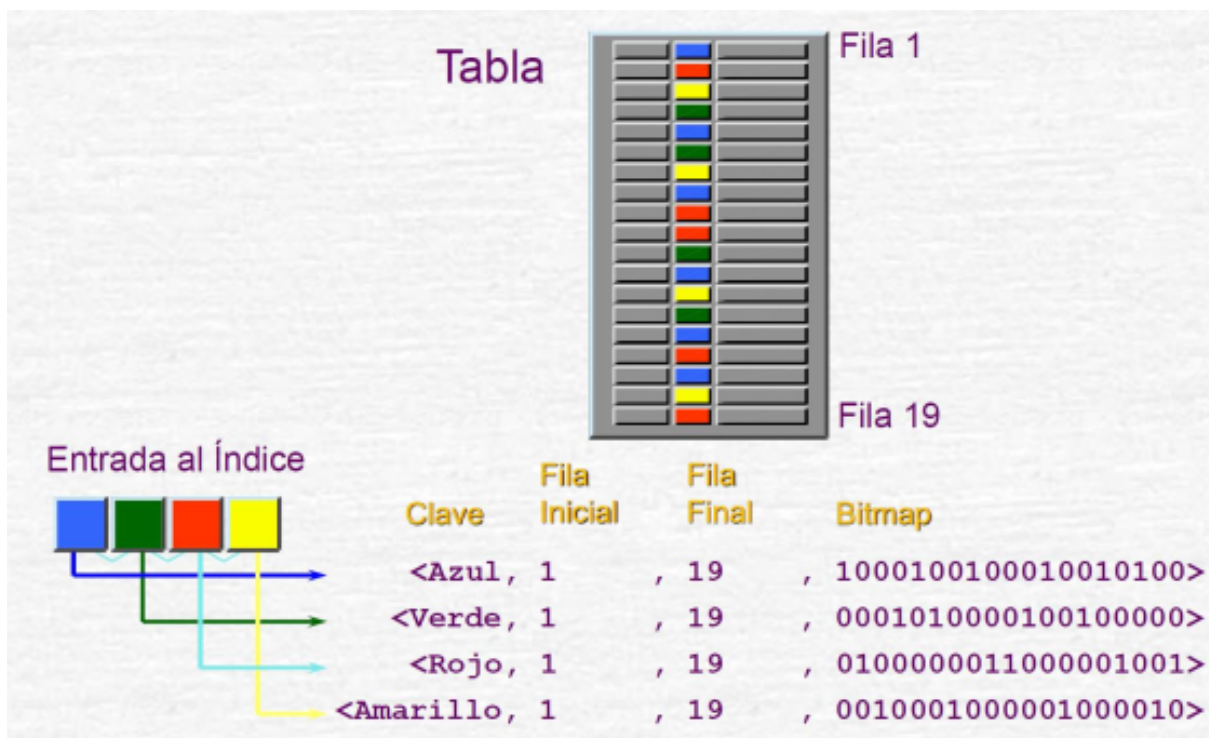 Tabla
Fila 1
Fila 19
Entrada al Índice
Clave Fila Inicial Fila Final Bitmap
<Azul, 1 , 19 , 1000100100010010100>
<Verde, 1 , 19 , 0001010000100100000>
<Rojo, 1 , 19 , 0100000011000001001>
<Amarillo, 1 , 19 , 0010001000001000010>